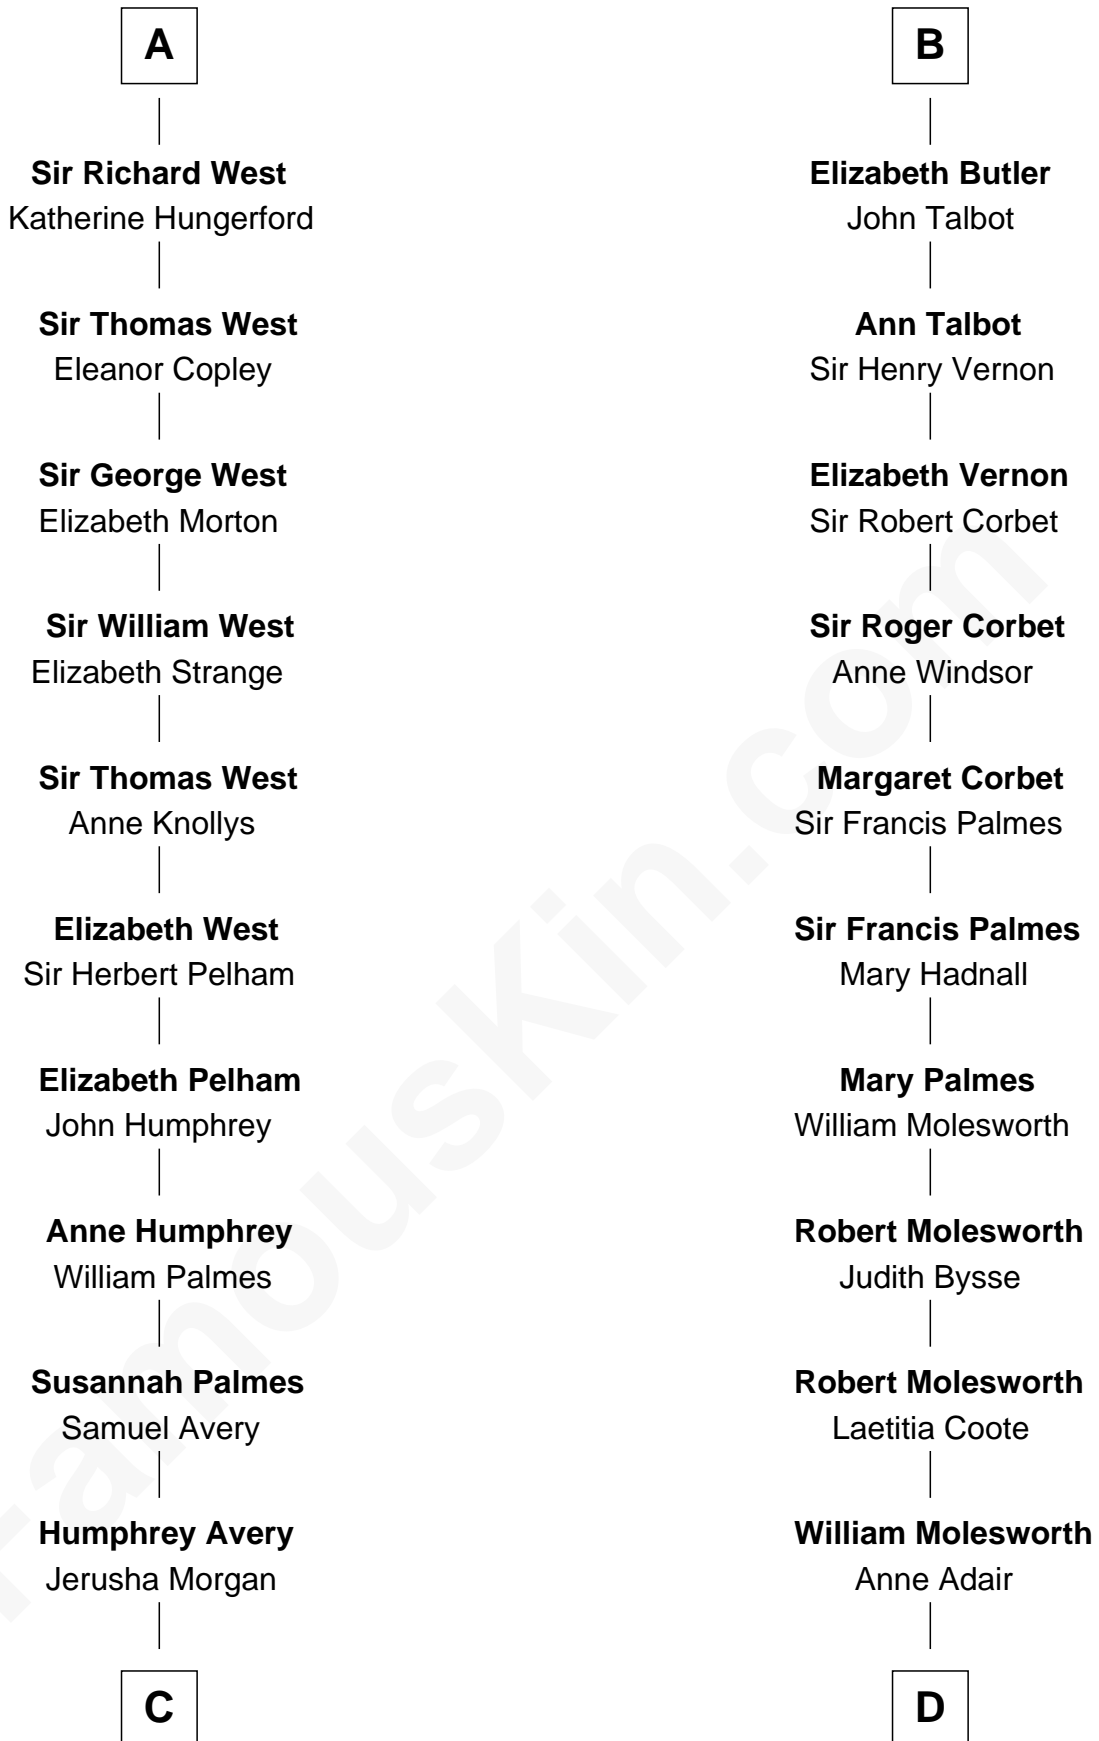 A
Sir Richard West
Katherine Hungerford
Sir Thomas West
Eleanor Copley
Sir George West
Elizabeth Morton
Sir William West
Elizabeth Strange
Sir Thomas West
Anne Knollys
Elizabeth West
Sir Herbert Pelham
Elizabeth Pelham
John Humphrey
Anne Humphrey
William Palmes
Susannah Palmes
Samuel Avery
Humphrey Avery
Jerusha Morgan
C
B
Elizabeth Butler
John Talbot
Ann Talbot
Sir Henry Vernon
Elizabeth Vernon
Sir Robert Corbet
Sir Roger Corbet
Anne Windsor
Margaret Corbet
Sir Francis Palmes
Sir Francis Palmes
Mary Hadnall
Mary Palmes
William Molesworth
Robert Molesworth
Judith Bysse
Robert Molesworth
Laetitia Coote
William Molesworth
Anne Adair
D
FamousKin.com